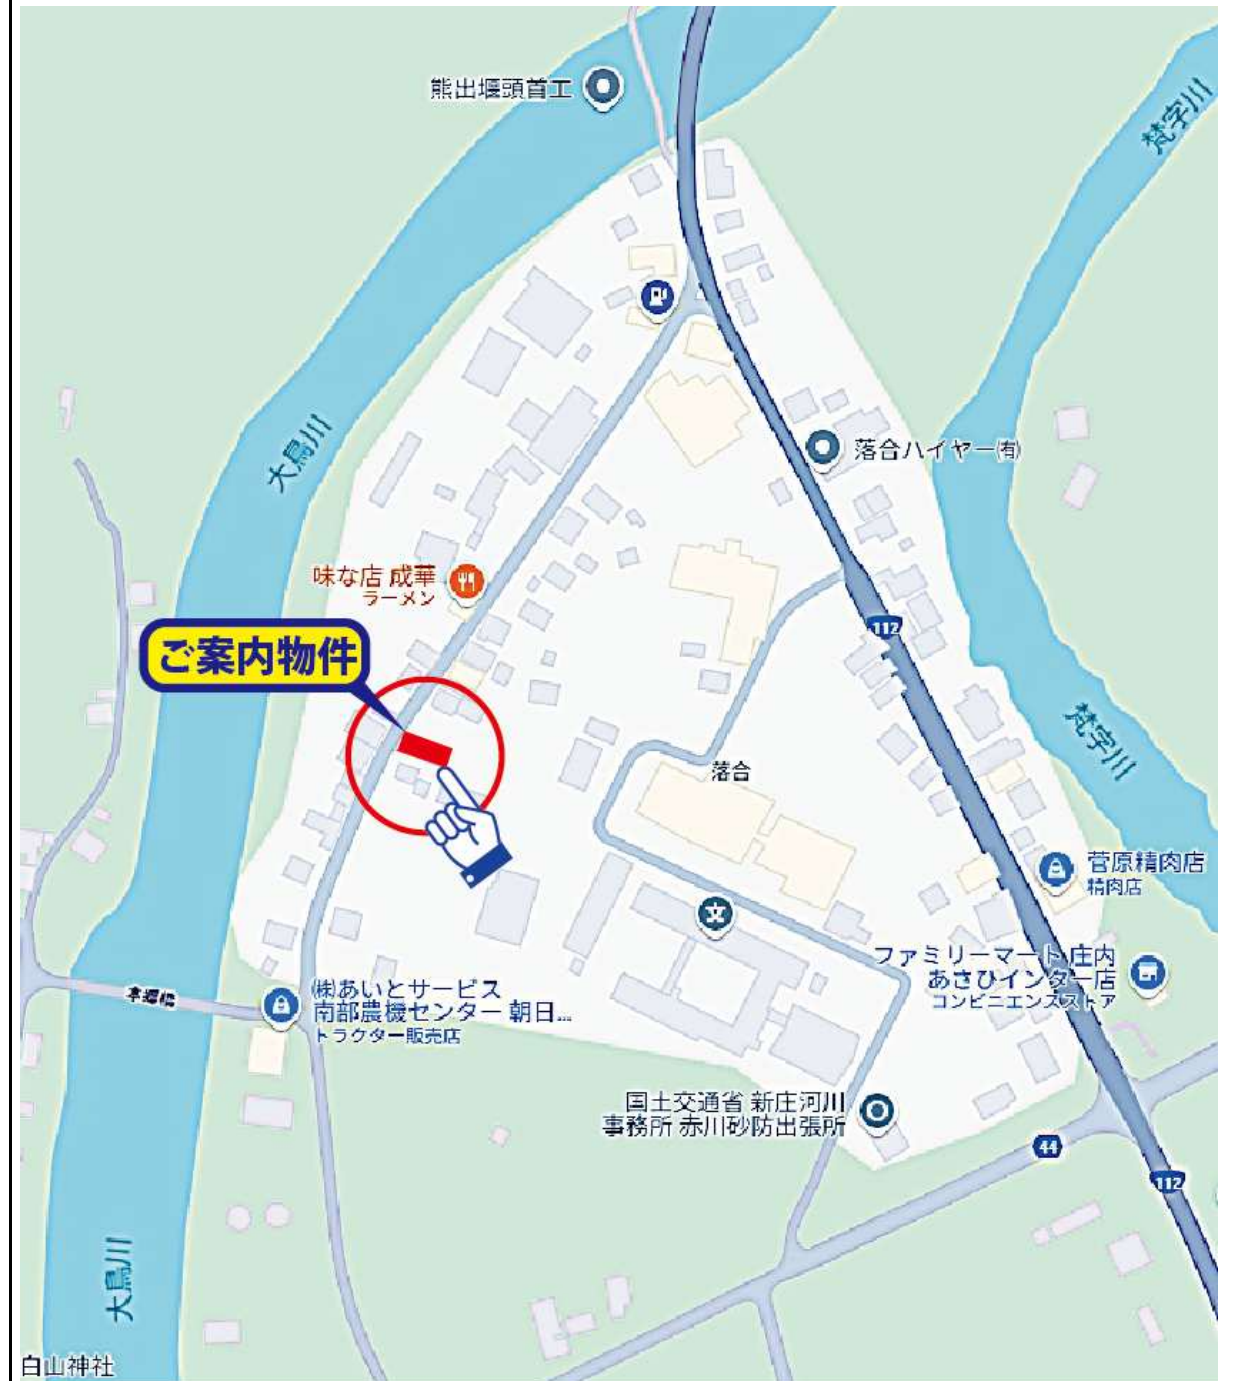 熊出堰頭首工
梵字川
大鳥川
落合ハイヤー㈲
味な店 成華
ラーメン
112
ご案内物件
梵字川
落合
菅原精肉店
精肉店
文
ファミリーマート 庄内
あさひインター店
コンビニエンスストア
本郷橋
㈱あいとサービス
南部農機センター 朝日...
トラクター販売店
国土交通省 新庄河川
事務所 赤川砂防出張所
44
112
大鳥川
白山神社